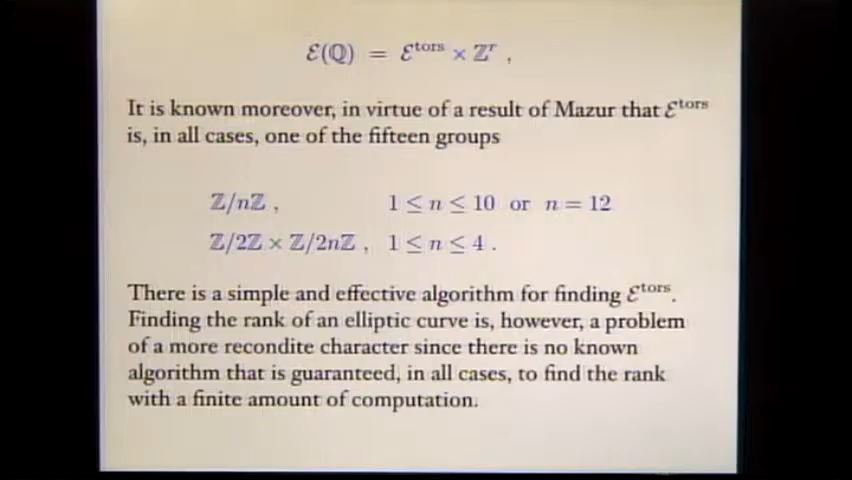 ℰ(ℚ) = ℰ^tors × ℤ^r ,
It is known moreover, in virtue of a result of Mazur that ℰ^tors
is, in all cases, one of the fifteen groups
ℤ/nℤ , 1 ≤ n ≤ 10 or n = 12
ℤ/2ℤ × ℤ/2nℤ , 1 ≤ n ≤ 4 .
There is a simple and effective algorithm for finding ℰ^tors.
Finding the rank of an elliptic curve is, however, a problem
of a more recondite character since there is no known
algorithm that is guaranteed, in all cases, to find the rank
with a finite amount of computation.